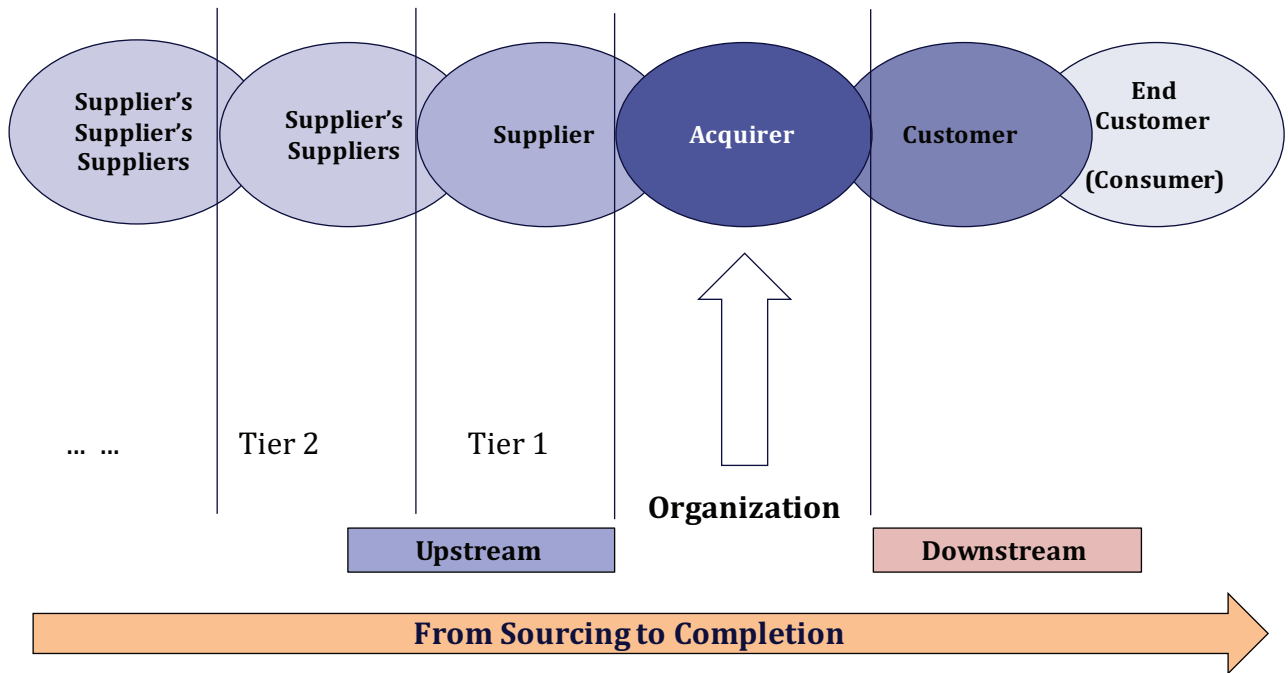 Supplier’s
Supplier’s
Suppliers
Supplier’s
Suppliers
Supplier
Acquirer
Customer
End
Customer
(Consumer)
... ...
Tier 2
Tier 1
Organization
Upstream
Downstream
From Sourcing to Completion